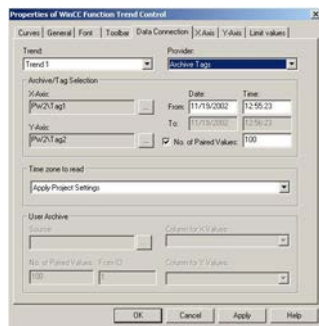 Properties of WinCC Function Trend Control
Curves General Font Toolbar Data Connection X Axis Y-Axis Limit values
Trend: Provider:
Trend 1 Archive Tags
Archive/Tag Selection
X-Axis: Date: Time:
PW2\Tag1 ... From: 11/19/2002 12:55:23
To: 11/19/2002 12:56:23
Y-Axis:
PW2\Tag2 ... No. of Paired Values: 100
Time zone to read
Apply Project Settings
User Archive
Source: Column for X Values:
...
No. of Paired Values: From ID: Column for Y Values:
100 1
OK Cancel Apply Help